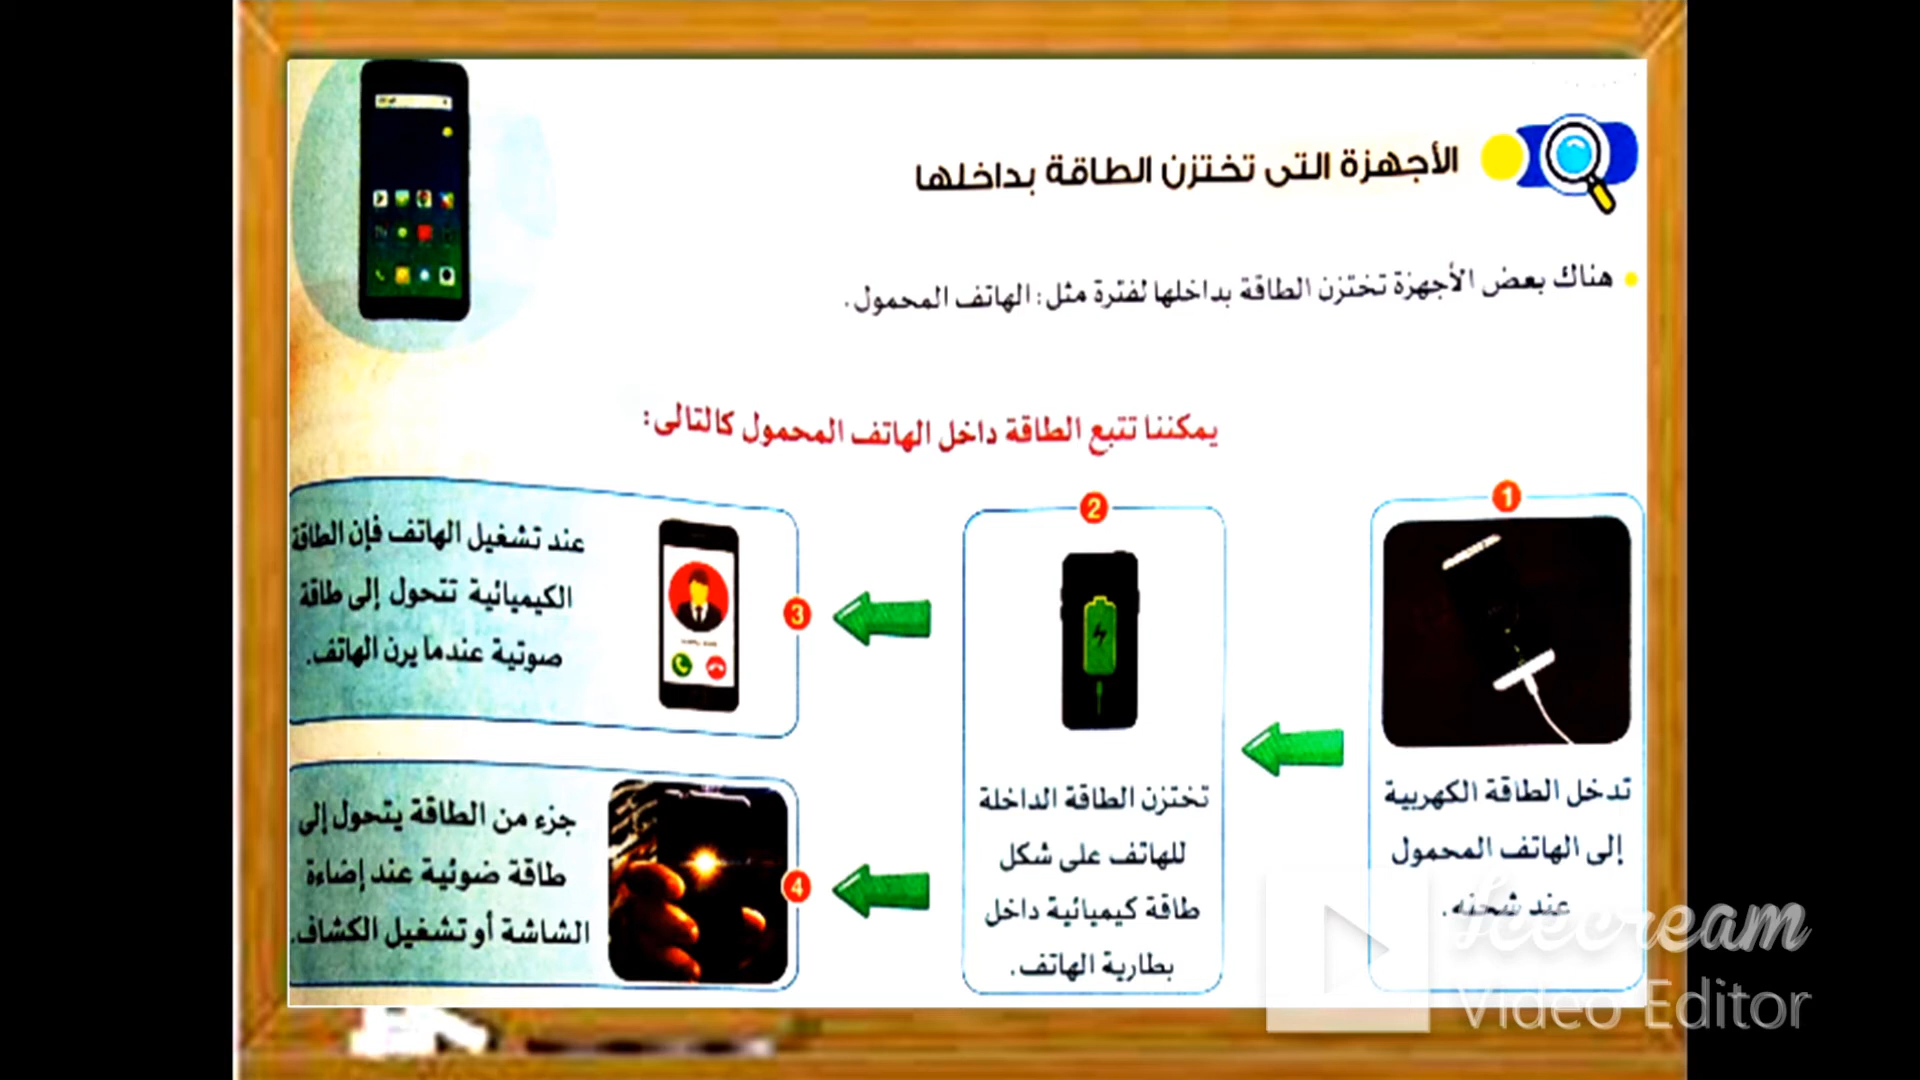 الأجهزة التى تختزن الطاقة بداخلها
هناك بعض الأجهزة تختزن الطاقة بداخلها لفترة مثل: الهاتف المحمول.
يمكننا تتبع الطاقة داخل الهاتف المحمول كالتالى:
1
تدخل الطاقة الكهربية
إلى الهاتف المحمول
عند شحنه.
2
تختزن الطاقة الداخلة
للهاتف على شكل
طاقة كيميائية داخل
بطارية الهاتف.
3
عند تشغيل الهاتف فإن الطاقة
الكيميائية تتحول إلى طاقة
صوتية عندما يرن الهاتف.
4
جزء من الطاقة يتحول إلى
طاقة ضوئية عند إضاءة
الشاشة أو تشغيل الكشاف.
Icecream
Video Editor